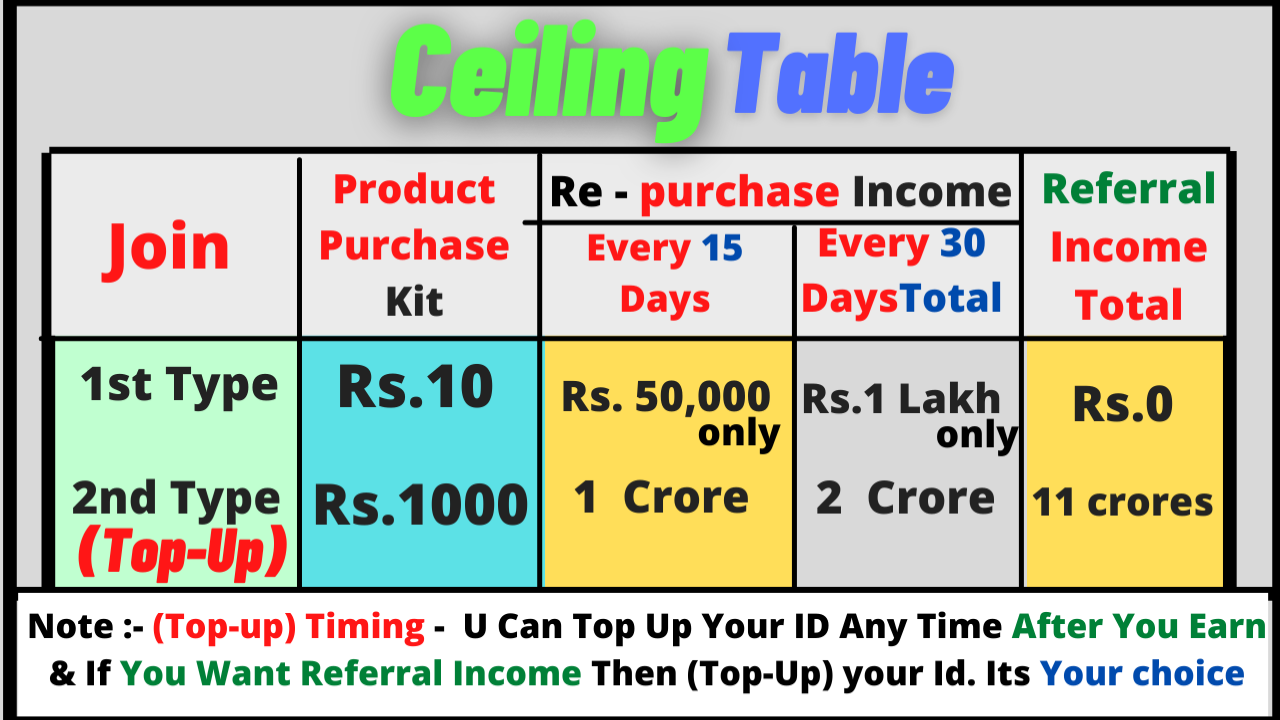 Ceiling Table
Join
Product
Purchase
Kit
Re - purchase Income
Every 15
Days
Every 30
DaysTotal
Referral
Income
Total
1st Type
Rs.10
Rs. 50,000
only
Rs.1 Lakh
only
Rs.0
2nd Type
(Top-Up)
Rs.1000
1 Crore
2 Crore
11 crores
Note :- (Top-up) Timing - U Can Top Up Your ID Any Time After You Earn
& If You Want Referral Income Then (Top-Up) your Id. Its Your choice